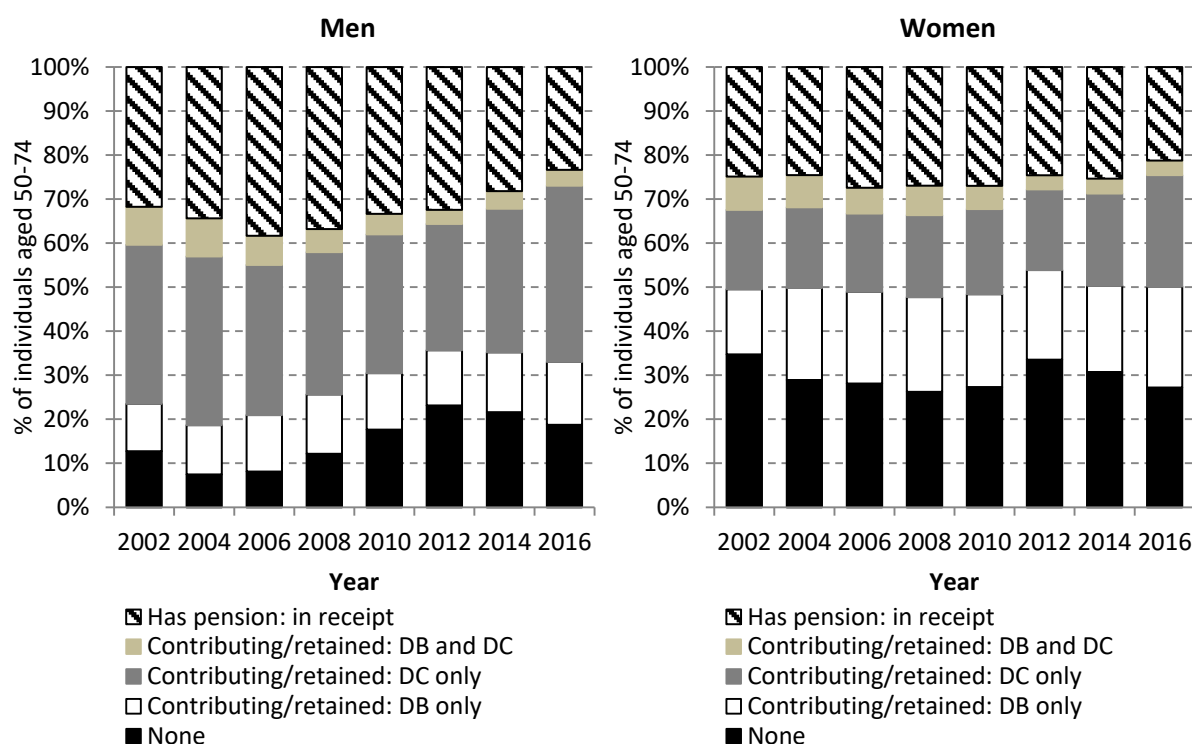 Men
% of individuals aged 50-74
100%
90%
80%
70%
60%
50%
40%
30%
20%
10%
0%
2002 2004 2006 2008 2010 2012 2014 2016
Year
Has pension: in receipt
Contributing/retained: DB and DC
Contributing/retained: DC only
Contributing/retained: DB only
None
Women
% of individuals aged 50-74
100%
90%
80%
70%
60%
50%
40%
30%
20%
10%
0%
2002 2004 2006 2008 2010 2012 2014 2016
Year
Has pension: in receipt
Contributing/retained: DB and DC
Contributing/retained: DC only
Contributing/retained: DB only
None